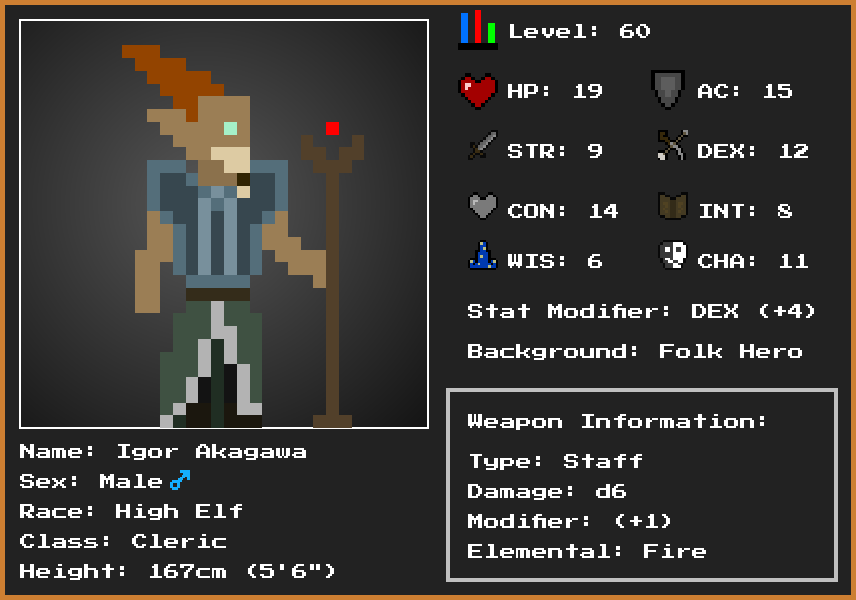 Level: 60
HP: 19
AC: 15
STR: 9
DEX: 12
CON: 14
INT: 8
WIS: 6
CHA: 11
Stat Modifier: DEX (+4)
Background: Folk Hero
Weapon Information:
Type: Staff
Damage: d6
Modifier: (+1)
Elemental: Fire
Name: Igor Akagawa
Sex: Male♂
Race: High Elf
Class: Cleric
Height: 167cm (5'6")